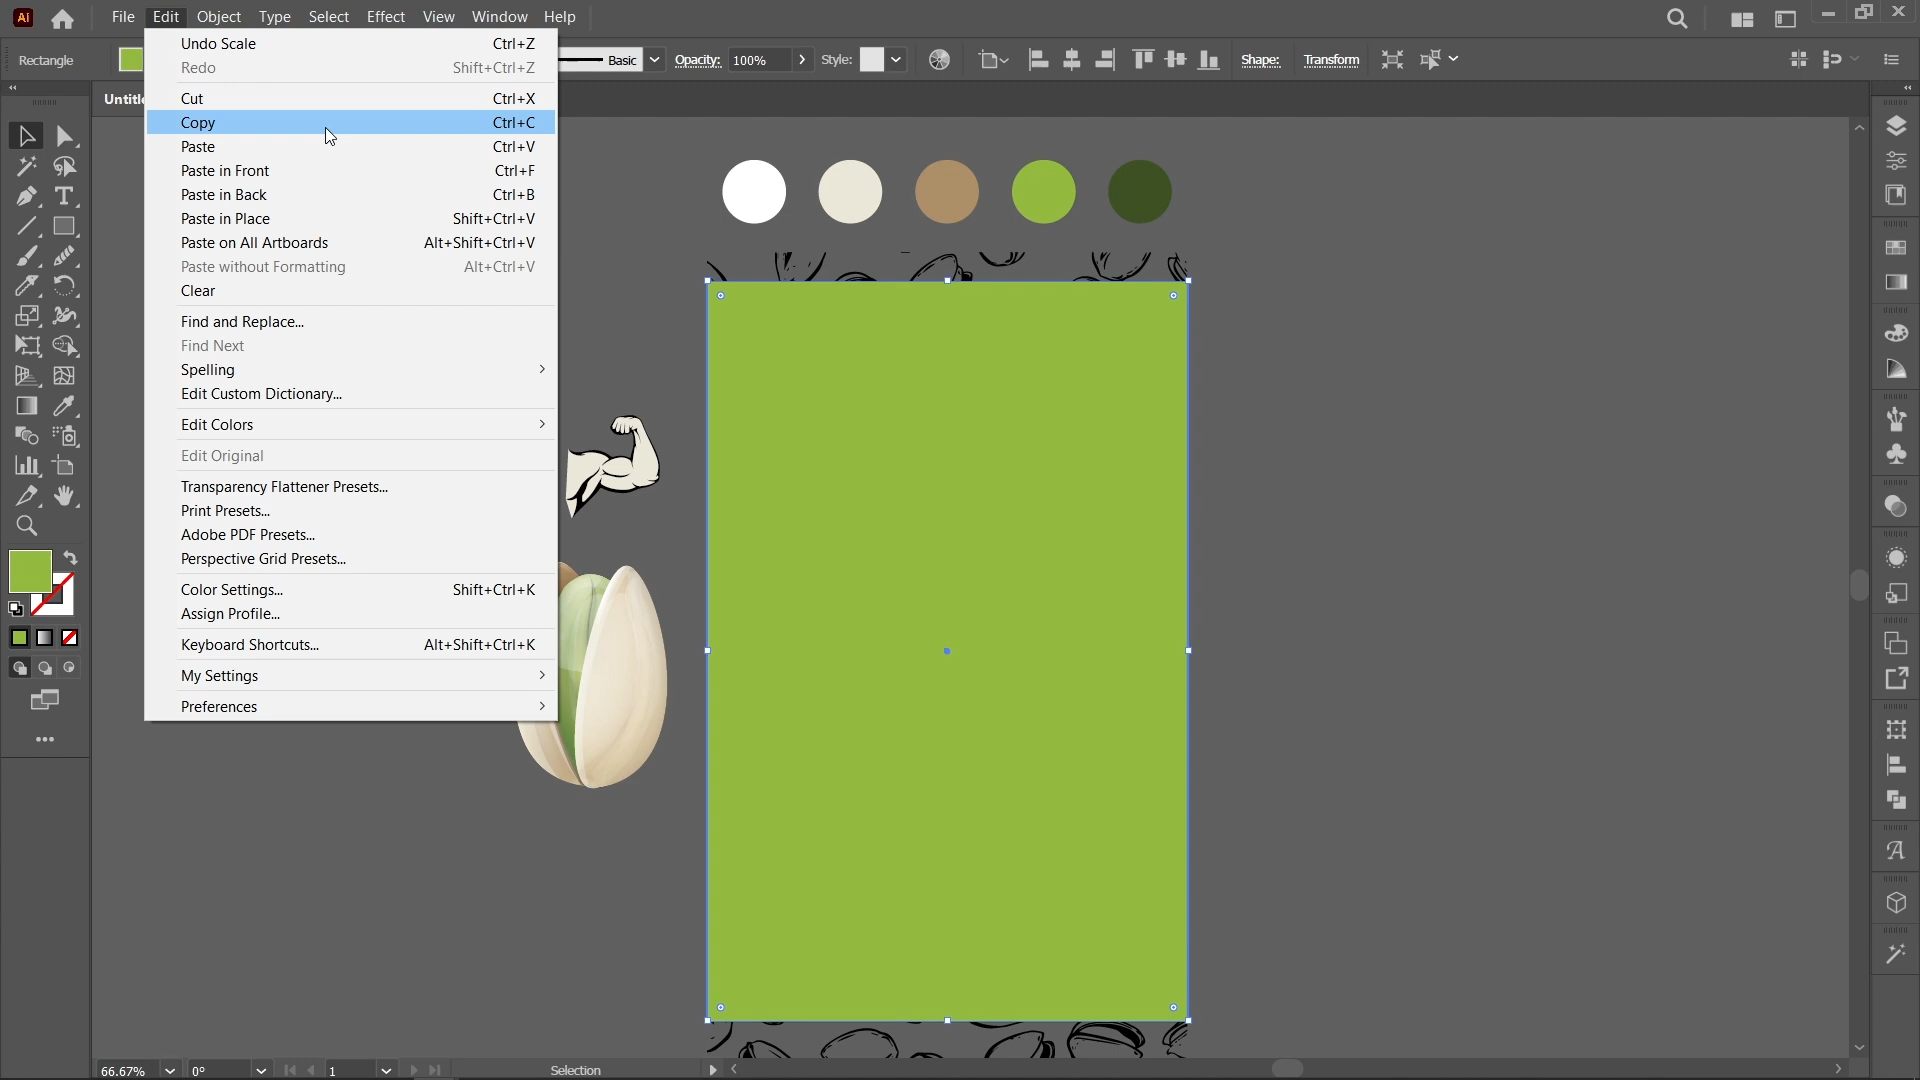 Ai File Edit Object Type Select Effect View Window Help
Rectangle Basic Opacity: 100% Style: Shape: Transform
Undo Scale Ctrl+Z
Redo Shift+Ctrl+Z
Cut Ctrl+X
Copy Ctrl+C
Paste Ctrl+V
Paste in Front Ctrl+F
Paste in Back Ctrl+B
Paste in Place Shift+Ctrl+V
Paste on All Artboards Alt+Shift+Ctrl+V
Paste without Formatting Alt+Ctrl+V
Clear
Find and Replace...
Find Next
Spelling
Edit Custom Dictionary...
Edit Colors
Edit Original
Transparency Flattener Presets...
Print Presets...
Adobe PDF Presets...
Perspective Grid Presets...
Color Settings... Shift+Ctrl+K
Assign Profile...
Keyboard Shortcuts... Alt+Shift+Ctrl+K
My Settings
Preferences
66.67% 0° 1 Selection